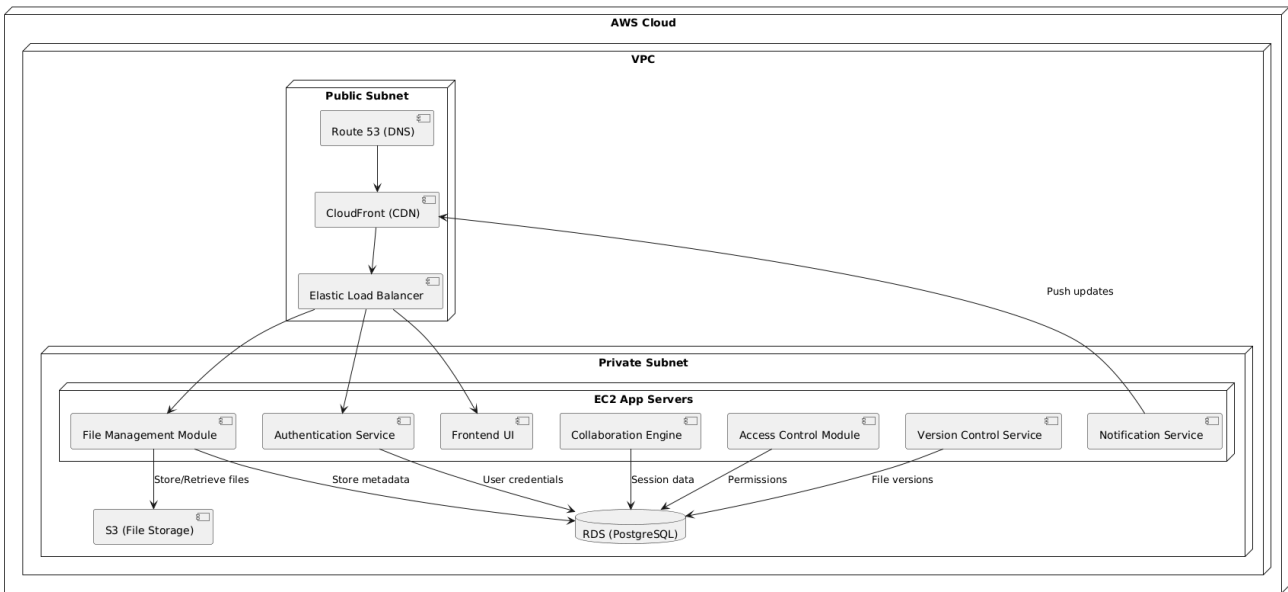 AWS Cloud
VPC
Public Subnet
Route 53 (DNS)
CloudFront (CDN)
Elastic Load Balancer
Push updates
Private Subnet
EC2 App Servers
File Management Module
Authentication Service
Frontend UI
Collaboration Engine
Access Control Module
Version Control Service
Notification Service
Store/Retrieve files
Store metadata
User credentials
Session data
Permissions
File versions
S3 (File Storage)
RDS (PostgreSQL)